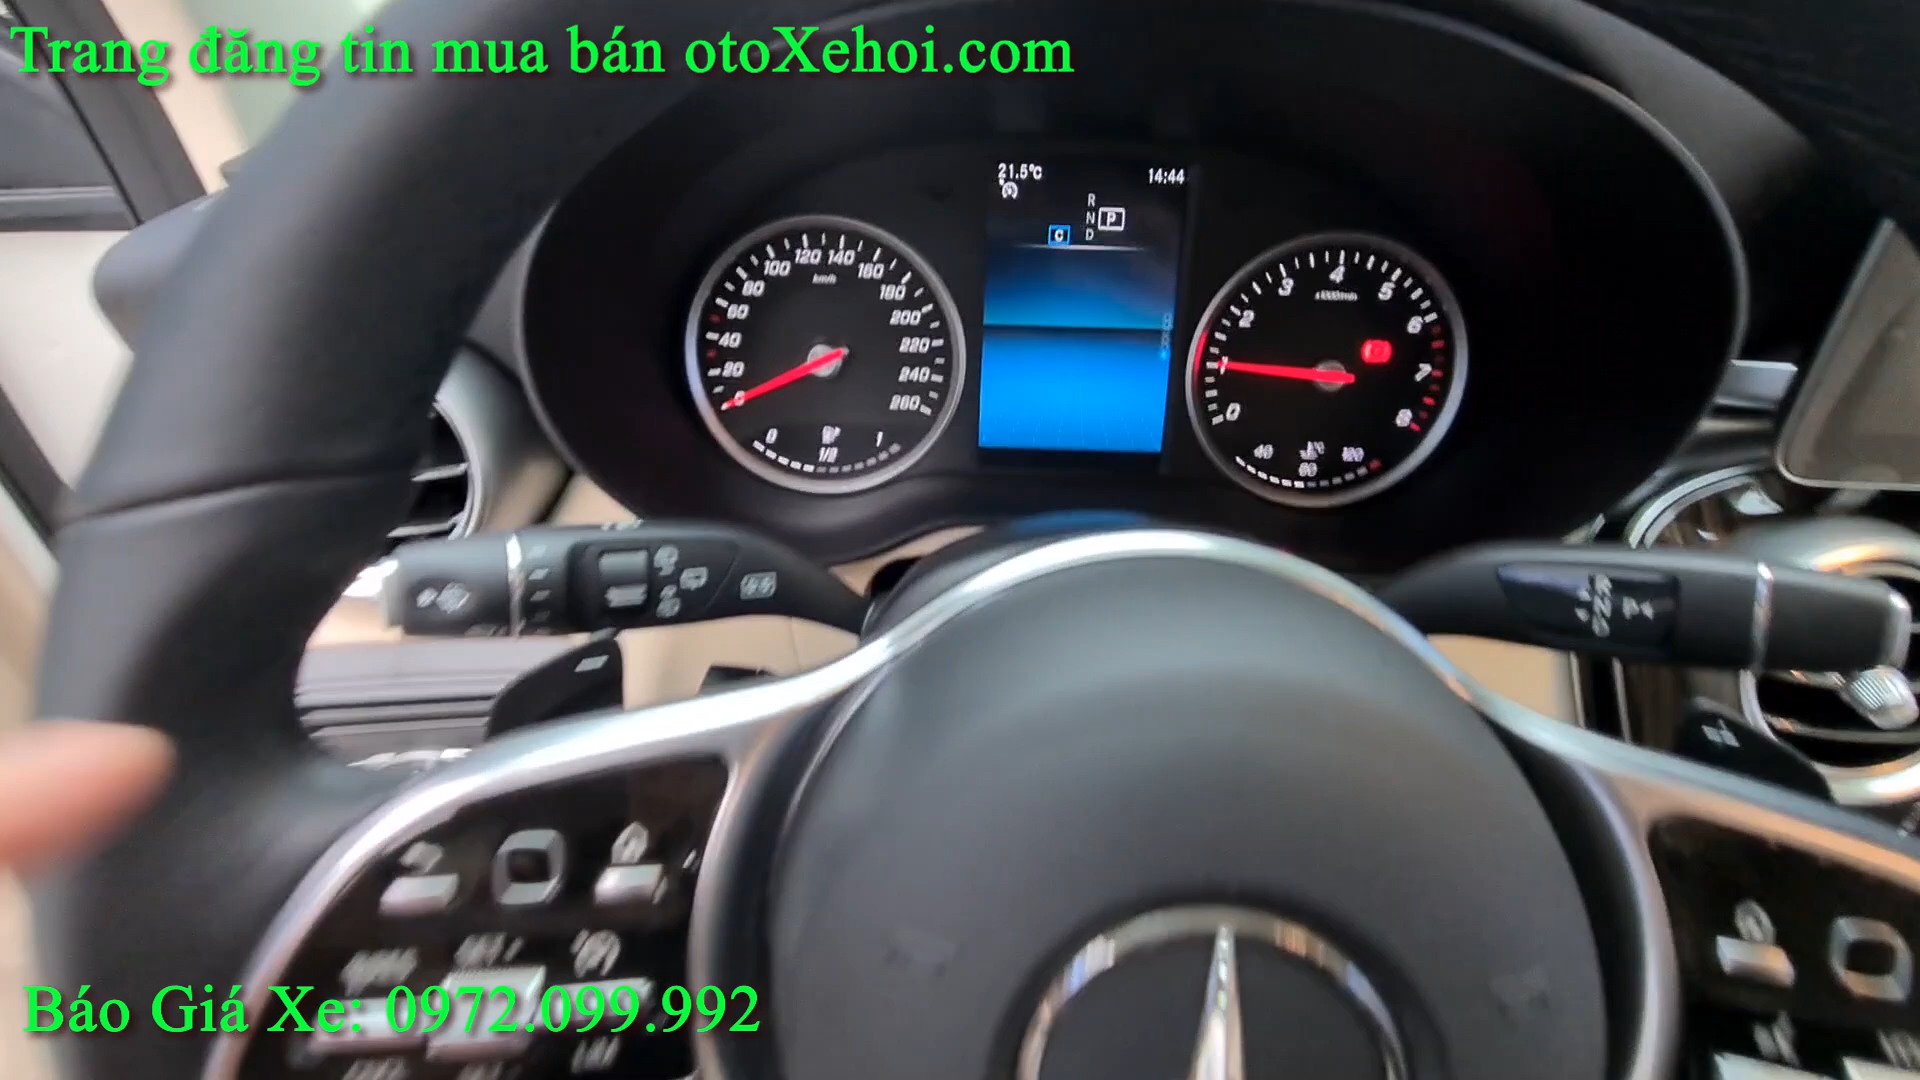 Trang đăng tin mua bán otoXehoi.com
21.5°C 14:44
R
N P
C D
0 20 40 60 80 100 120 140 160 180 200 220 240 260
km/h
0 1/2 1
0 1 2 3 4 5 6 7 8
40 80 120
Báo Giá Xe: 0972.099.992